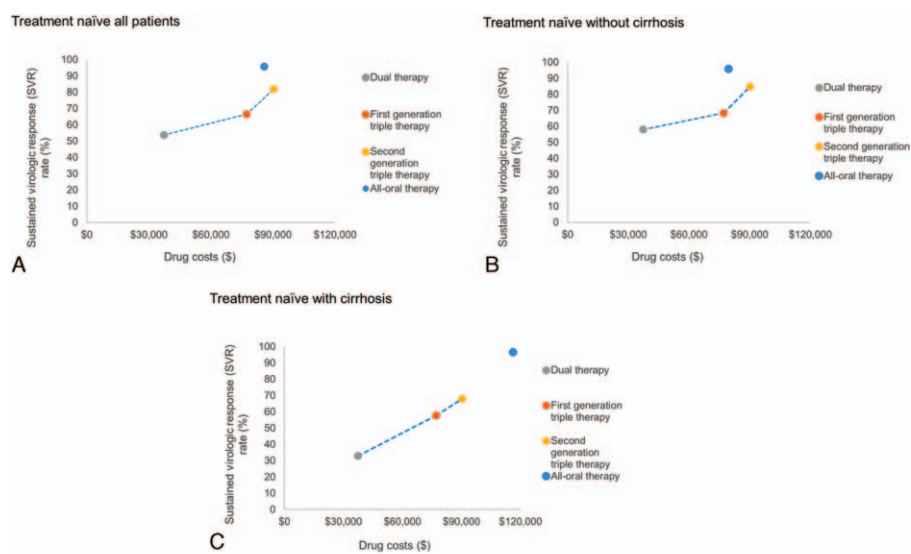 Treatment naïve all patients
Sustained virologic response (SVR)
rate (%)
100
90
80
70
60
50
40
30
20
10
0
$0
$30,000
$60,000
$90,000
$120,000
Drug costs ($)
Dual therapy
First generation
triple therapy
Second
generation
triple therapy
All-oral therapy
A
Treatment naïve without cirrhosis
Sustained virologic response (SVR)
rate (%)
100
90
80
70
60
50
40
30
20
10
0
$0
$30,000
$60,000
$90,000
$120,000
Drug costs ($)
Dual therapy
First generation
triple therapy
Second generation
triple therapy
All-oral therapy
B
Treatment naïve with cirrhosis
Sustained virologic response (SVR)
rate (%)
100
90
80
70
60
50
40
30
20
10
0
$0
$30,000
$60,000
$90,000
$120,000
Drug costs ($)
Dual therapy
First generation
triple therapy
Second
generation
triple therapy
All-oral therapy
C